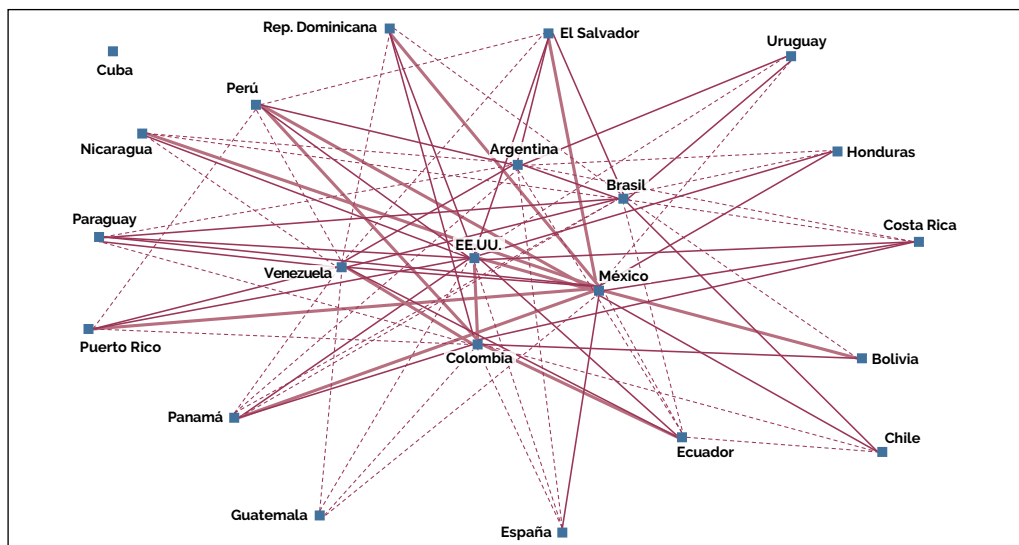 Rep. Dominicana
El Salvador
Uruguay
Cuba
Perú
Nicaragua
Argentina
Honduras
Brasil
Paraguay
Costa Rica
EE.UU.
Venezuela
México
Puerto Rico
Colombia
Bolivia
Panamá
Ecuador
Chile
Guatemala
España